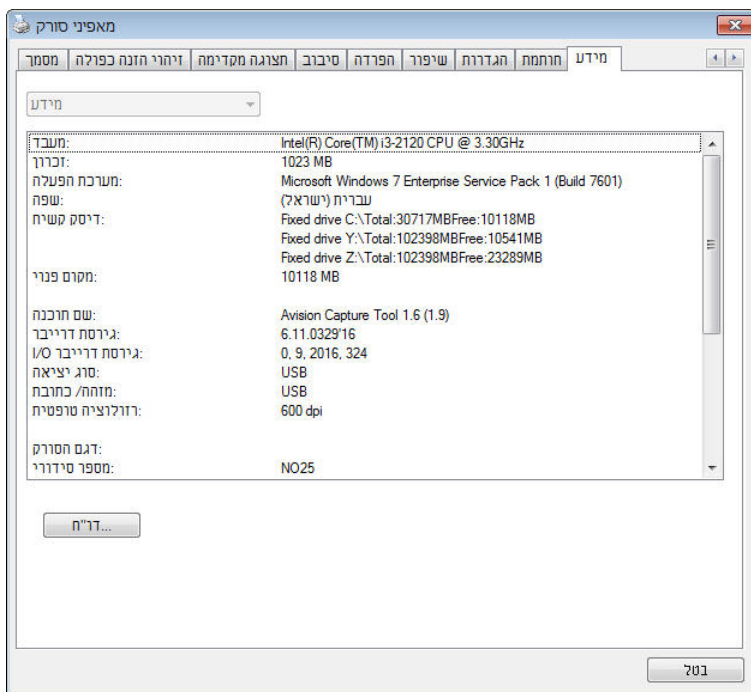 מאפיני סורק
מידע חותמת הגדרות שיפור הפרדה סיבוב תצוגה מקדימה זיהוי הזנה כפולה מסמך
מידע
מעבד: Intel(R) Core(TM) i3-2120 CPU @ 3.30GHz
זכרון: 1023 MB
מערכת הפעלה: Microsoft Windows 7 Enterprise Service Pack 1 (Build 7601)
שפה: עברית (ישראל)
דיסק קשיח: Fixed drive C:\Total:30717MBFree:10118MB
Fixed drive Y:\Total:102398MBFree:10541MB
Fixed drive Z:\Total:102398MBFree:23289MB
מקום פנוי: 10118 MB
שם תוכנה: Avision Capture Tool 1.6 (1.9)
גירסת דרייבר: 6.11.0329'16
גירסת דרייבר I/O: 0, 9, 2016, 324
סוג יציאה: USB
מזהה/ כתובת: USB
רזולוציה טופטית: 600 dpi
דגם הסורק:
מספר סידורי: NO25
דו"ח...
בטל